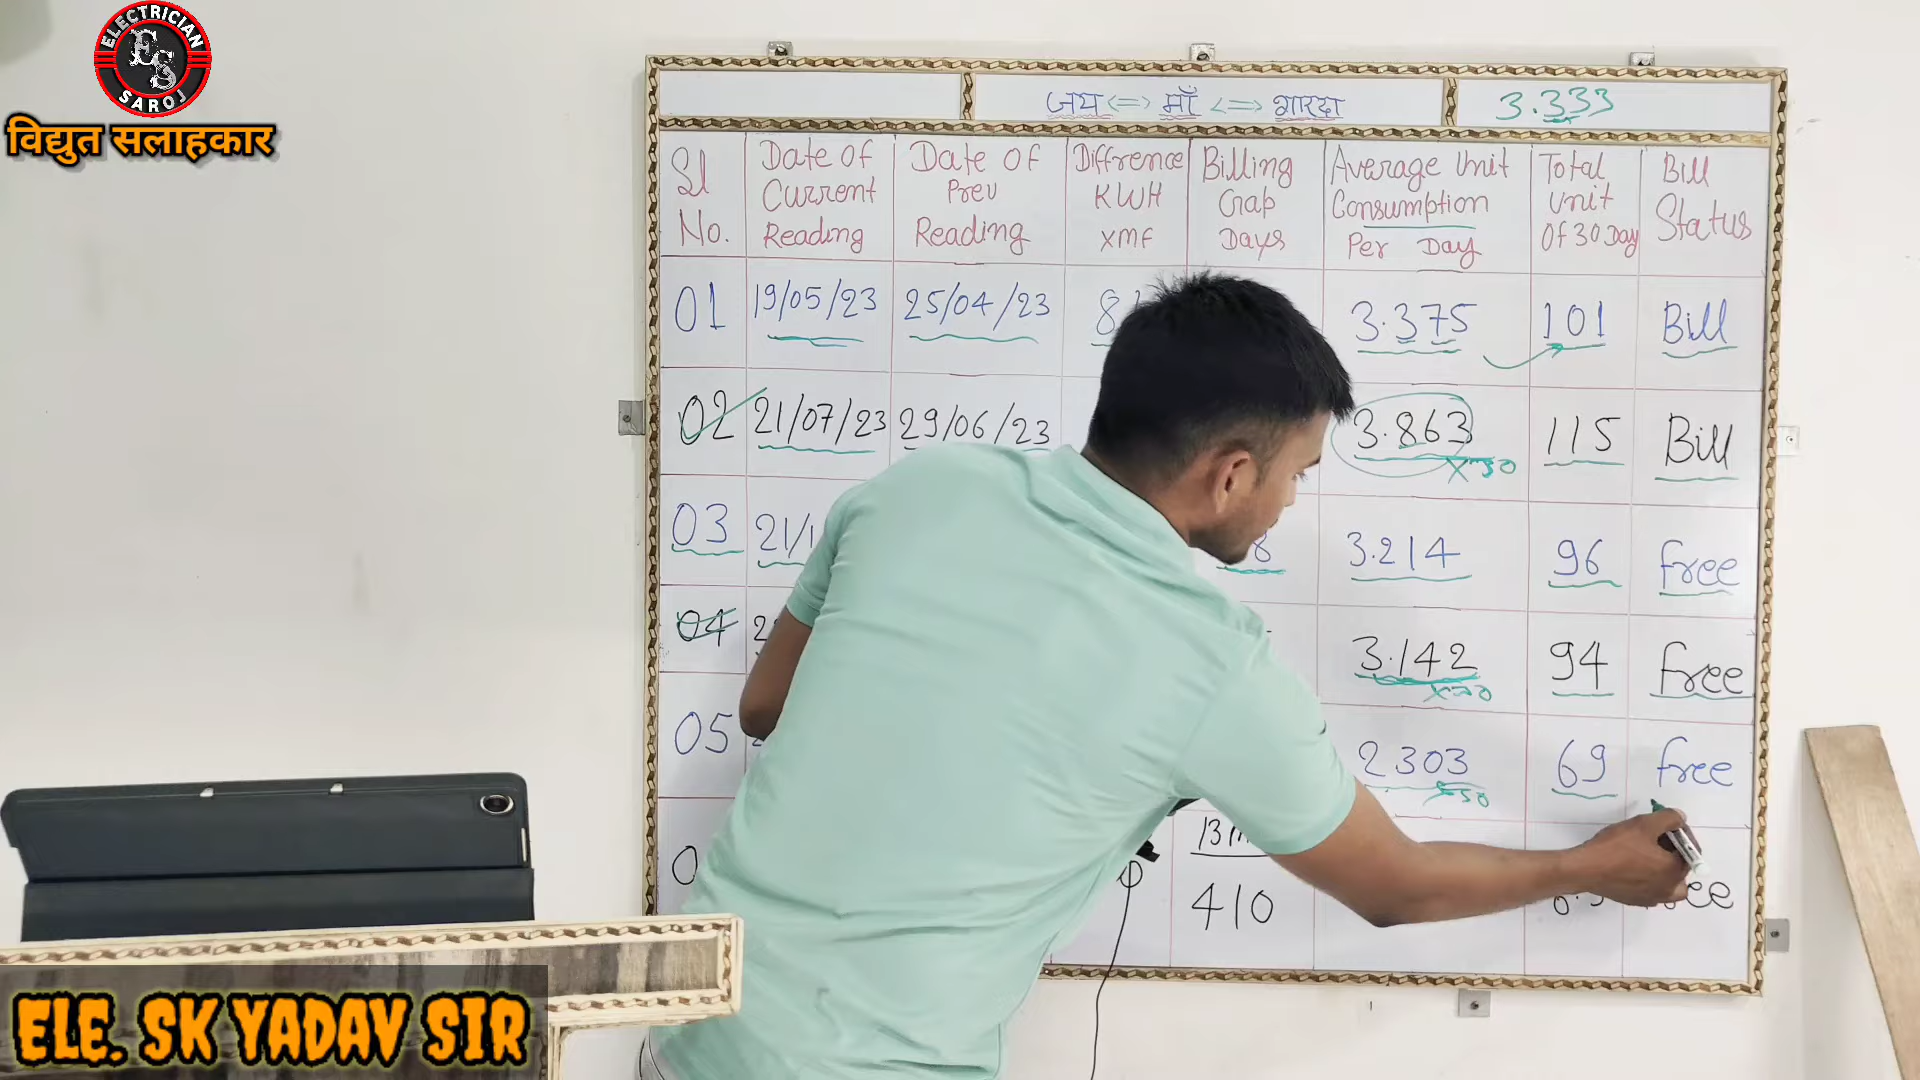 ELECTRICIAN
ES
SAROJ
विद्युत सलाहकार
जय <=> माँ <=> शारदा
3.333
Sl No.
Date Of Current Reading
Date Of Prev Reading
Diffrence KWH XMF
Billing Gap Days
Average Unit Consumption Per Day
Total Unit Of 30 Day
Bill Status
01 19/05/23 25/04/23 3.375 101 Bill
02 21/07/23 29/06/23 3.863 X30 115 Bill
03 3.214 96 Free
04 3.142 94 Free
05 2303 69 Free
410
ELE. SK YADAV SIR